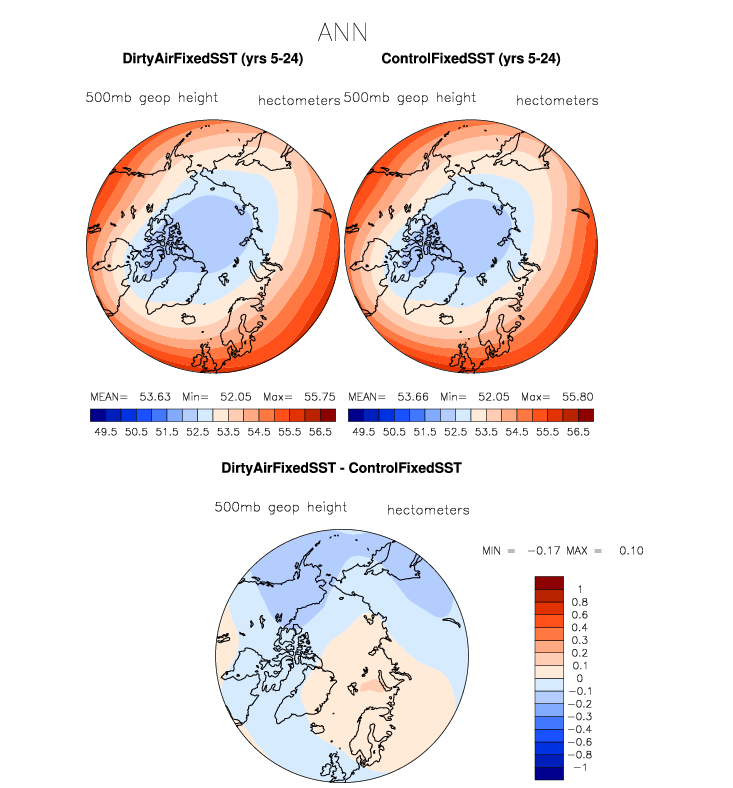 ANN
DirtyAirFixedSST (yrs 5-24) ControlFixedSST (yrs 5-24)
500mb geop height hectometers 500mb geop height hectometers
MEAN= 53.63 Min= 52.05 Max= 55.75 MEAN= 53.66 Min= 52.05 Max= 55.80
49.5 50.5 51.5 52.5 53.5 54.5 55.5 56.5 49.5 50.5 51.5 52.5 53.5 54.5 55.5 56.5
DirtyAirFixedSST - ControlFixedSST
500mb geop height hectometers
MIN = -0.17 MAX = 0.10
1
0.8
0.6
0.4
0.3
0.2
0.1
0
-0.1
-0.2
-0.3
-0.4
-0.6
-0.8
-1